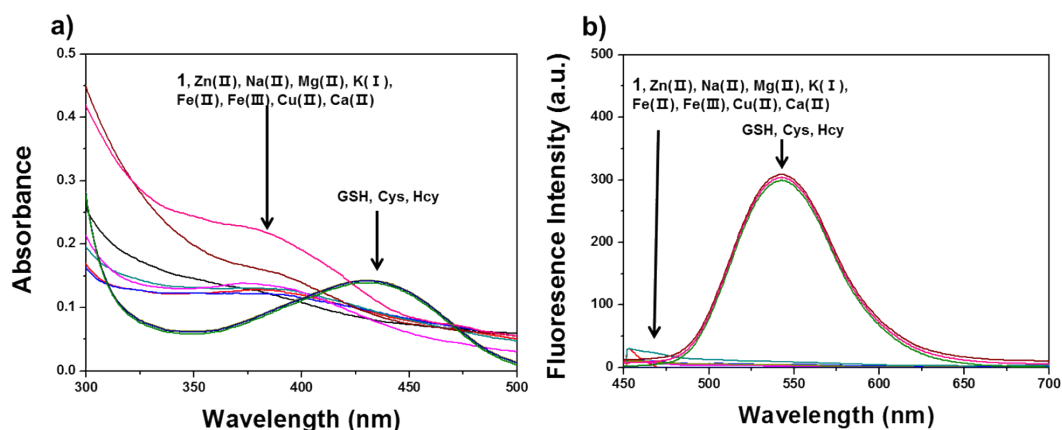 a)
0.5
0.4
0.3
0.2
0.1
0.0
Absorbance
1, Zn(II), Na(II), Mg(II), K(I),
Fe(II), Fe(III), Cu(II), Ca(II)
GSH, Cys, Hcy
300
350
400
450
500
Wavelength (nm)
b)
500
400
300
200
100
0
Fluoresence Intensity (a.u.)
1, Zn(II), Na(II), Mg(II), K(I),
Fe(II), Fe(III), Cu(II), Ca(II)
GSH, Cys, Hcy
450
500
550
600
650
700
Wavelength (nm)